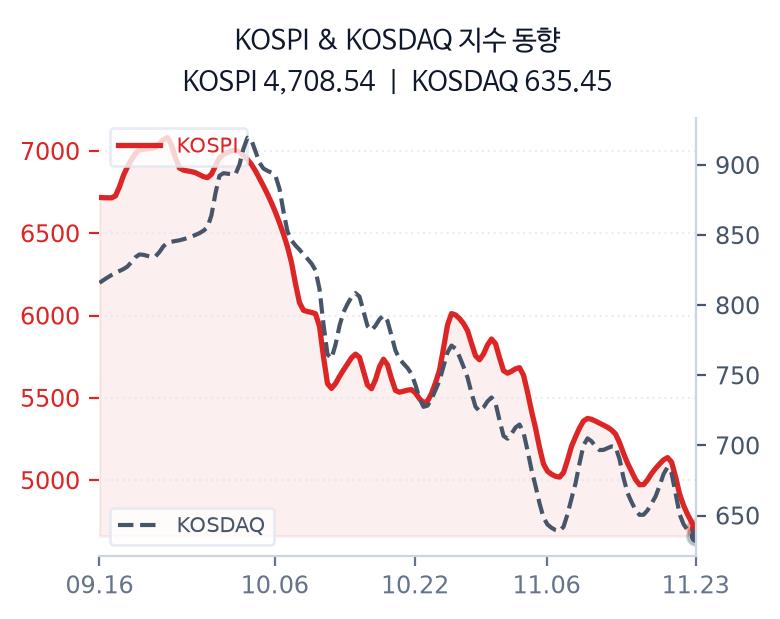 KOSPI & KOSDAQ 지수 동향
KOSPI 4,708.54 | KOSDAQ 635.45
KOSPI
7000
6500
6000
5500
5000
900
850
800
750
700
650
KOSDAQ
09.16 10.06 10.22 11.06 11.23